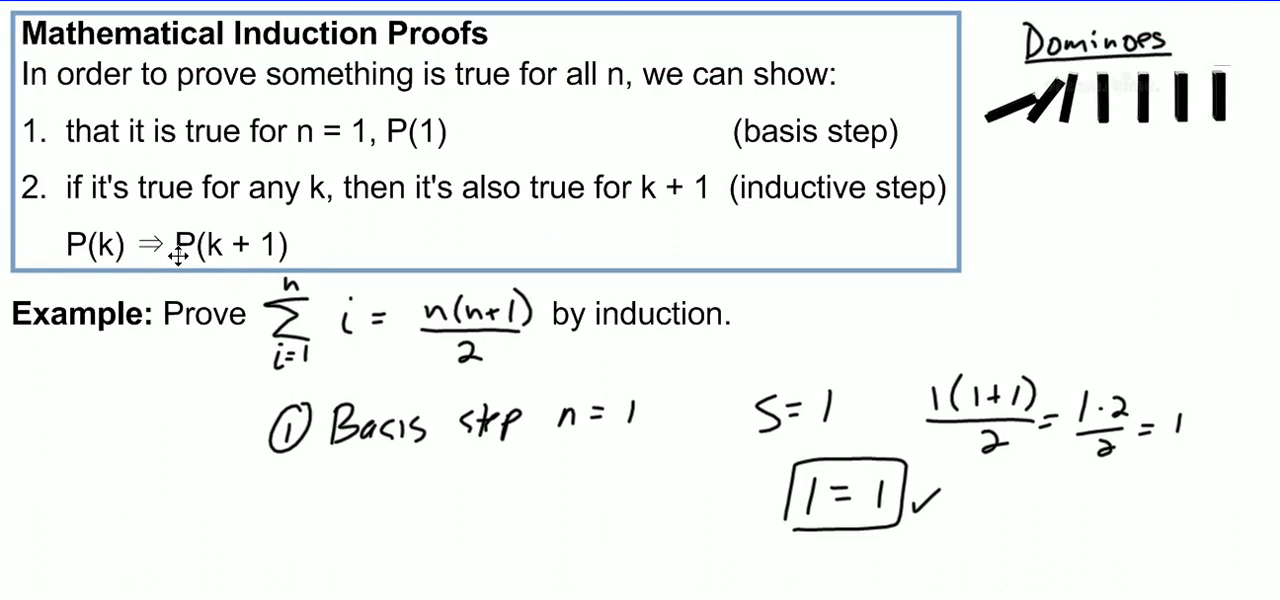 Mathematical Induction Proofs
Dominoes
In order to prove something is true for all n, we can show:
1. that it is true for n = 1, P(1) (basis step)
2. if it's true for any k, then it's also true for k + 1 (inductive step)
P(k) ⇒ P(k + 1)
Example: Prove ∑_{i=1}^{n} i = n(n+1)/2 by induction.
① Basis step n = 1 S = 1 1(1+1)/2 = 1·2/2 = 1
1 = 1 ✓